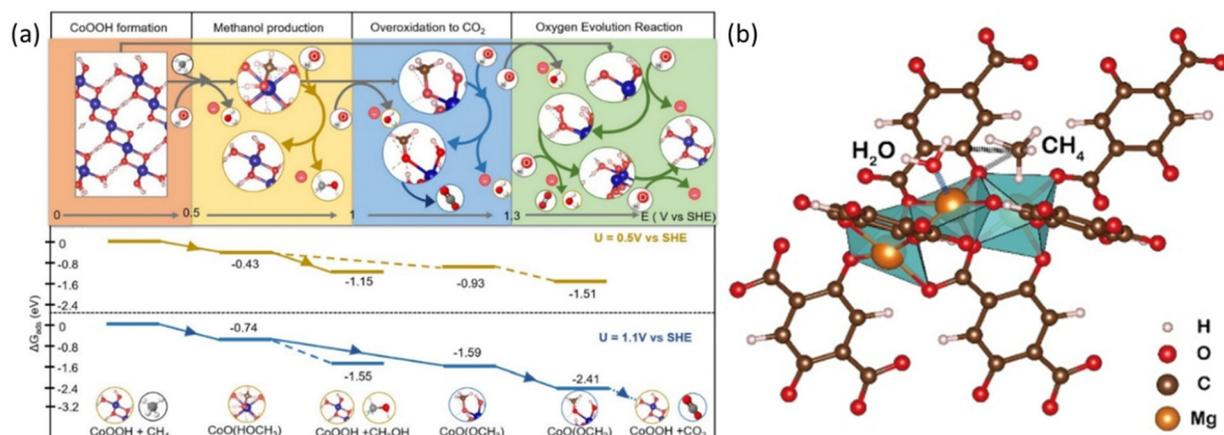 (a)
CoOOH formation Methanol production Overoxidation to CO₂ Oxygen Evolution Reaction
0 0.5 1 1.3 E ( V vs SHE)
ΔG_ads (eV)
0
-0.8
-1.6
-2.4
-0.43
-1.15
-0.93
-1.51
U = 0.5V vs SHE
0
-0.8
-1.6
-2.4
-3.2
-0.74
-1.55
-1.59
-2.41
U = 1.1V vs SHE
CoOOH + CH₄ CoO(HOCH₃) CoOOH +CH₃OH CoO(OCH₃) CoO(OCH₂) CoOOH +CO₂
(b)
H₂O
CH₄
H
O
C
Mg